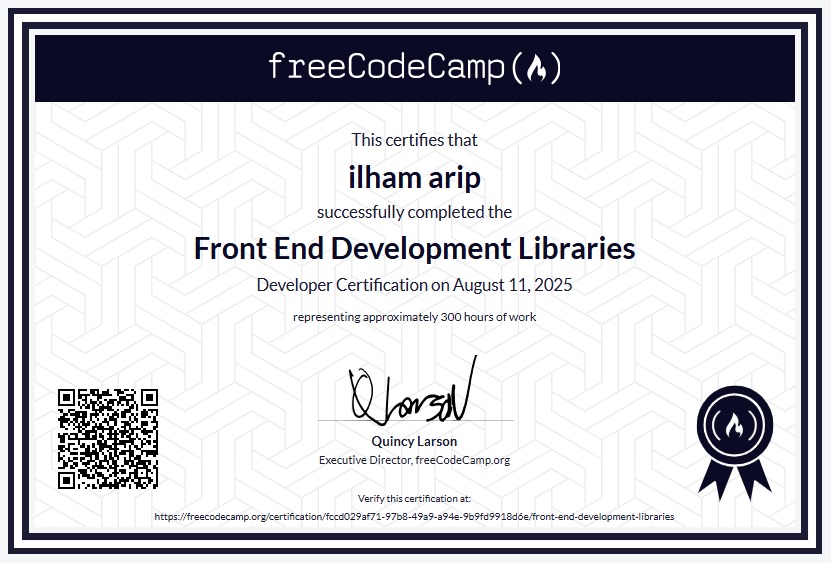 freeCodeCamp
This certifies that
ilham arip
successfully completed the
Front End Development Libraries
Developer Certification on August 11, 2025
representing approximately 300 hours of work
Q Larson
Quincy Larson
Executive Director, freeCodeCamp.org
Verify this certification at:
https://freecodecamp.org/certification/fccd029af71-97b8-49a9-a94e-9b9fd9918d6e/front-end-development-libraries